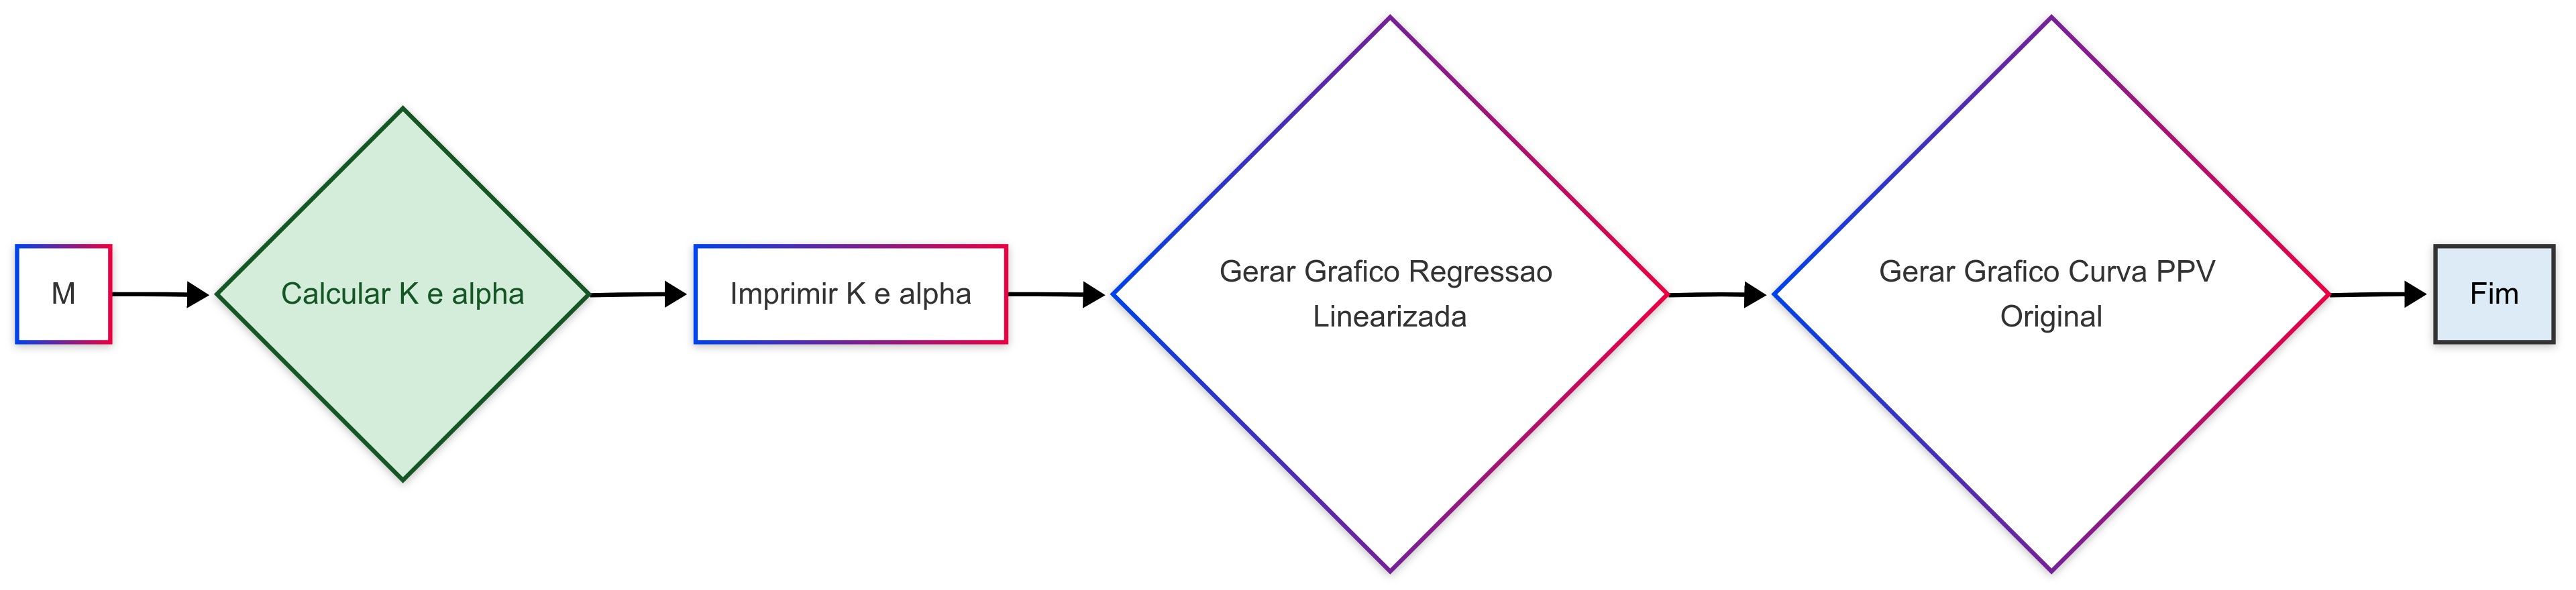 M
Calcular K e alpha
Imprimir K e alpha
Gerar Grafico Regressao
Linearizada
Gerar Grafico Curva PPV
Original
Fim